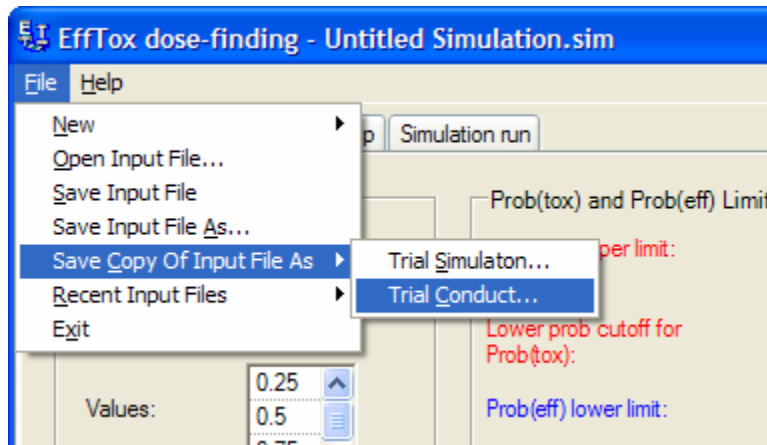 EffTox dose-finding - Untitled Simulation.sim
File Help
New
Open Input File...
Save Input File
Save Input File As...
Save Copy Of Input File As
Recent Input Files
Exit
Trial Simulaton...
Trial Conduct...
p
Simulation run
Prob(tox) and Prob(eff) Limit
per limit:
Lower prob cutoff for
Prob(tox):
Prob(eff) lower limit:
Values:
0.25
0.5
0.75